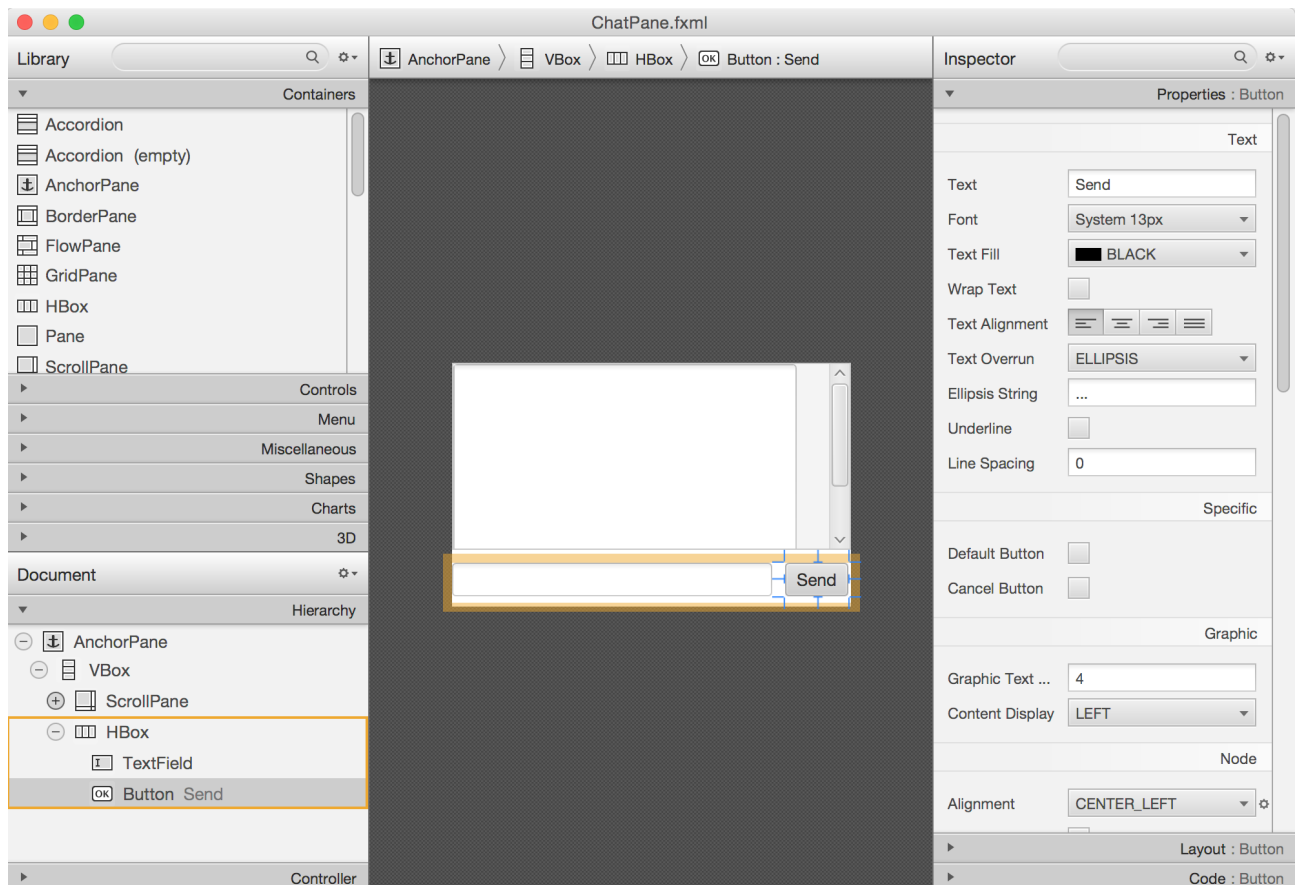 ChatPane.fxml
Library
Containers
Accordion
Accordion (empty)
AnchorPane
BorderPane
FlowPane
GridPane
HBox
Pane
ScrollPane
Controls
Menu
Miscellaneous
Shapes
Charts
3D
Document
Hierarchy
AnchorPane
VBox
ScrollPane
HBox
TextField
OK Button Send
Controller
AnchorPane VBox HBox OK Button : Send
Send
Inspector
Properties : Button
Text
Text Send
Font System 13px
Text Fill BLACK
Wrap Text
Text Alignment
Text Overrun ELLIPSIS
Ellipsis String ...
Underline
Line Spacing 0
Specific
Default Button
Cancel Button
Graphic
Graphic Text ... 4
Content Display LEFT
Node
Alignment CENTER_LEFT
Layout : Button
Code : Button